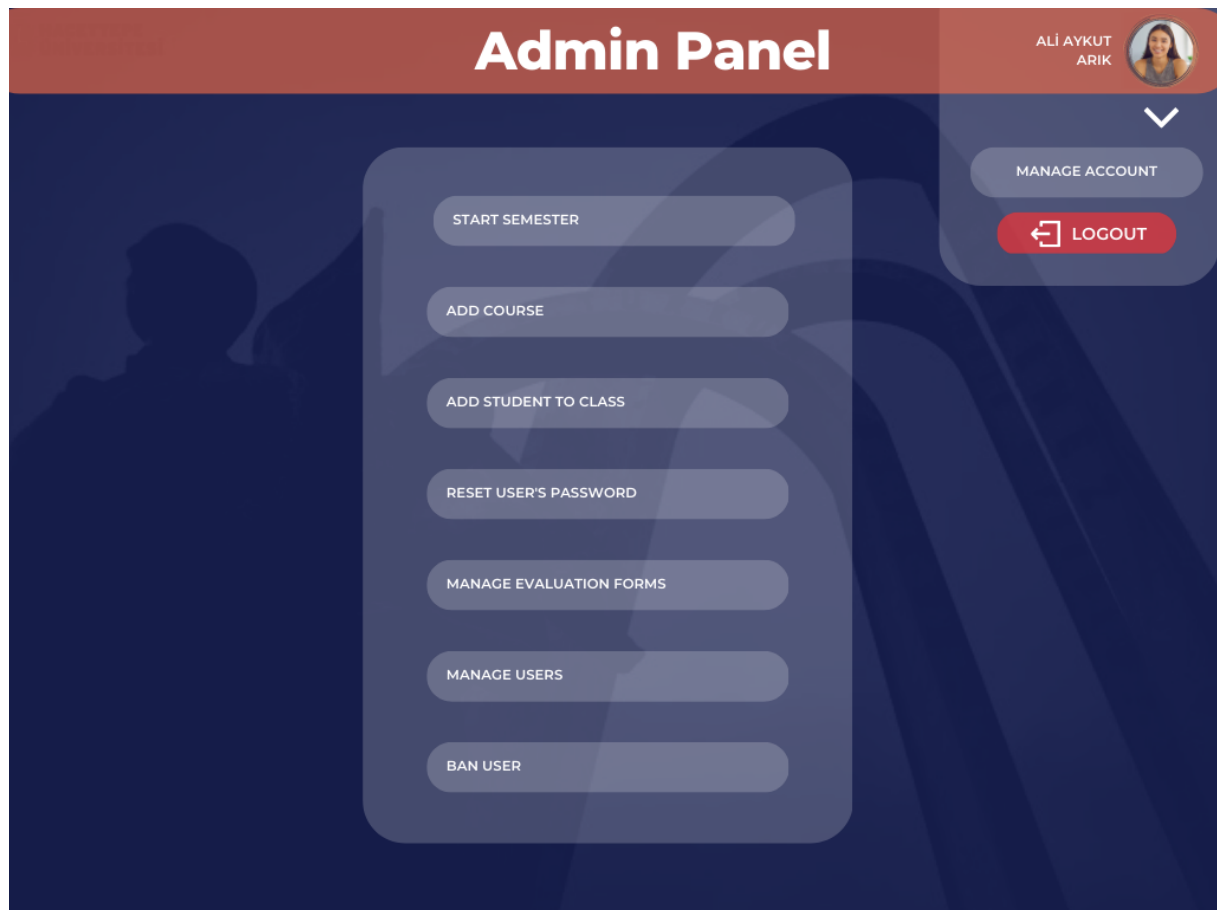 Admin Panel
ALİ AYKUT
ARIK
MANAGE ACCOUNT
LOGOUT
START SEMESTER
ADD COURSE
ADD STUDENT TO CLASS
RESET USER'S PASSWORD
MANAGE EVALUATION FORMS
MANAGE USERS
BAN USER